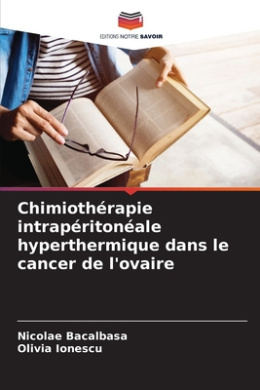 EDITIONS NOTRE SAVOIR
Chimiothérapie
intrapéritonéale
hyperthermique dans le
cancer de l'ovaire
Nicolae Bacalbasa
Olivia Ionescu